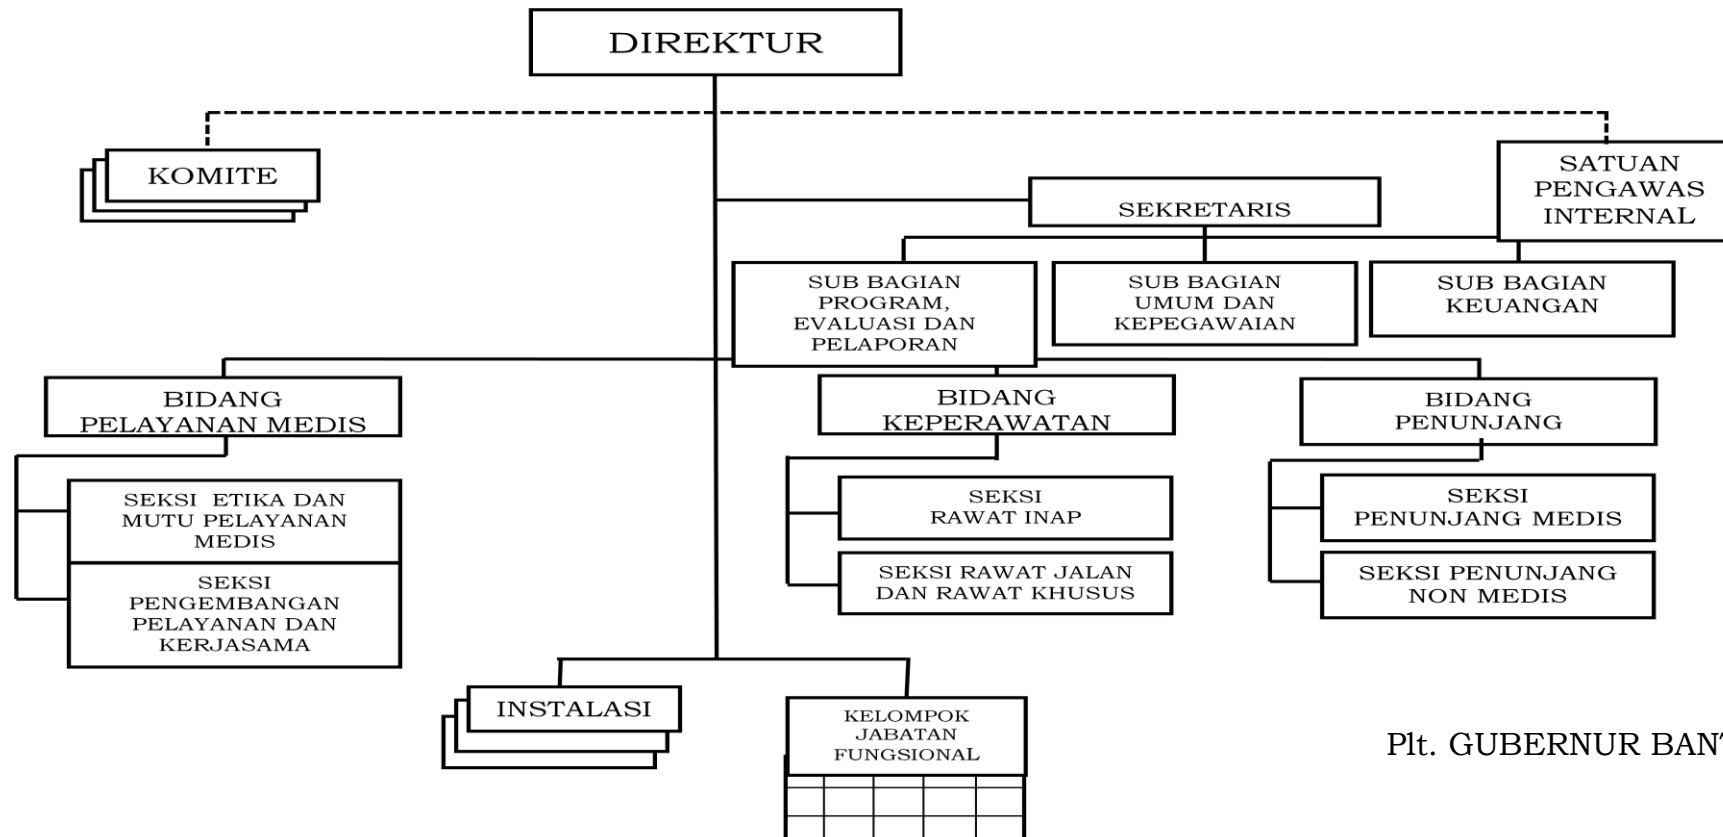 DIREKTUR
KOMITE
SATUAN
PENGAWAS
INTERNAL
SEKRETARIS
SUB BAGIAN
PROGRAM,
EVALUASI DAN
PELAPORAN
SUB BAGIAN
UMUM DAN
KEPEGAWAIAN
SUB BAGIAN
KEUANGAN
BIDANG
PELAYANAN MEDIS
BIDANG
KEPERAWATAN
BIDANG
PENUNJANG
SEKSI ETIKA DAN
MUTU PELAYANAN
MEDIS
SEKSI
PENGEMBANGAN
PELAYANAN DAN
KERJASAMA
SEKSI
RAWAT INAP
SEKSI RAWAT JALAN
DAN RAWAT KHUSUS
SEKSI
PENUNJANG MEDIS
SEKSI PENUNJANG
NON MEDIS
INSTALASI
KELOMPOK
JABATAN
FUNGSIONAL
Plt. GUBERNUR